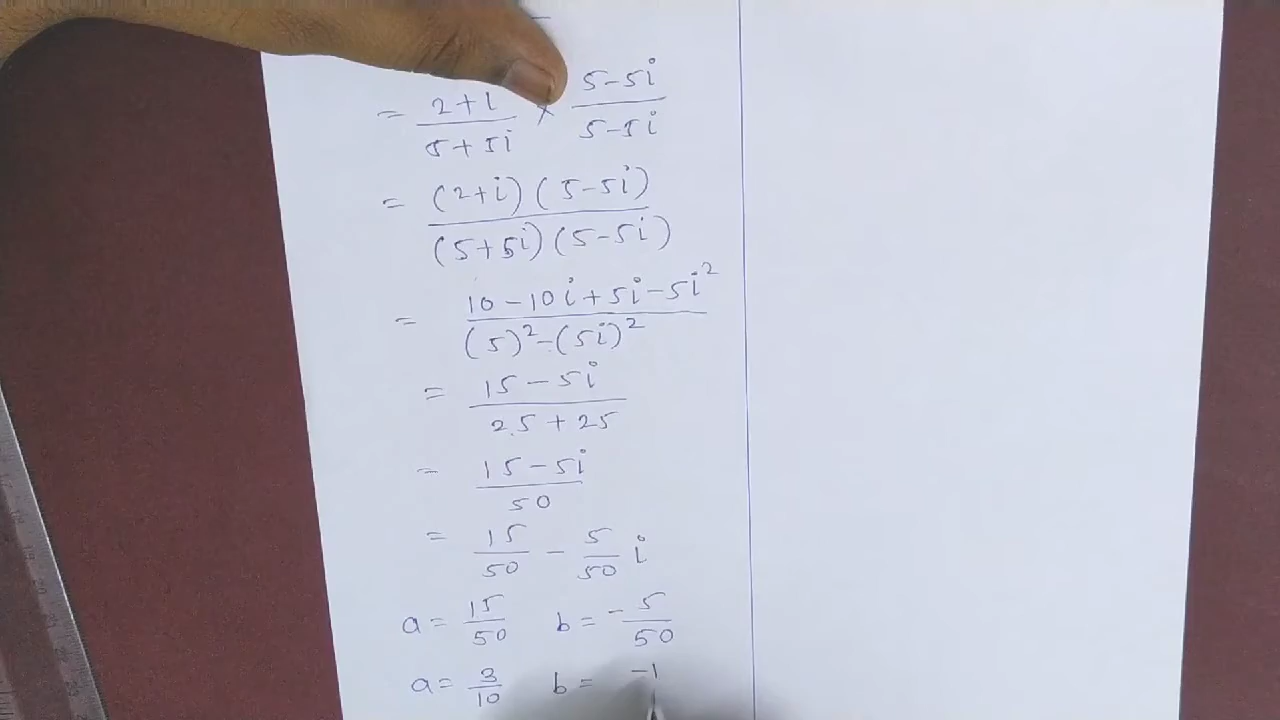 = 2+i/5+5i × 5-5i/5-5i
= (2+i)(5-5i)/(5+5i)(5-5i)
= 10-10i+5i-5i²/(5)²-(5i)²
= 15-5i/25+25
= 15-5i/50
= 15/50 - 5/50 i
a = 15/50 b = -5/50
a = 3/10 b = -1